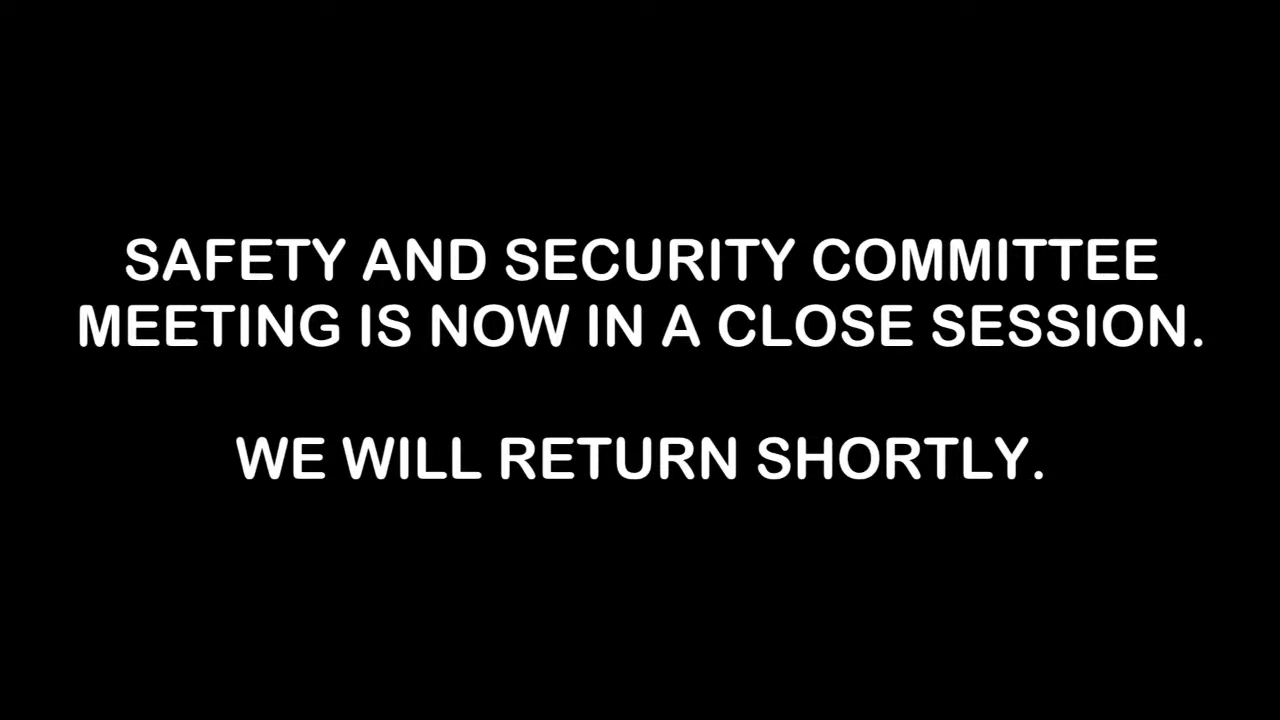 SAFETY AND SECURITY COMMITTEE
MEETING IS NOW IN A CLOSE SESSION.
WE WILL RETURN SHORTLY.